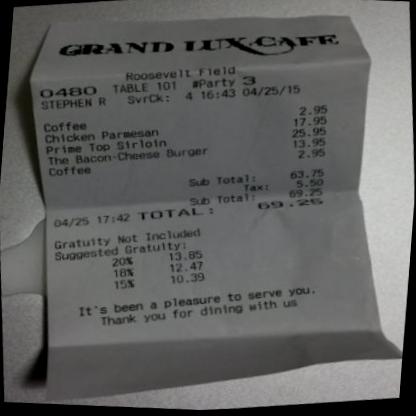 GRAND LUX CAFE
Roosevelt Field
0480 TABLE 101 #Party 3
STEPHEN R SvrCk: 4 16:43 04/25/15
Coffee 2.95
Chicken Parmesan 17.95
Prime Top Sirloin 25.95
The Bacon-Cheese Burger 13.95
Coffee 2.95
Sub Total: 63.75
Tax: 5.50
Sub Total: 69.25
04/25 17:42 TOTAL: 69.25
Gratuity Not Included
Suggested Gratuity:
20% 13.85
18% 12.47
15% 10.39
It's been a pleasure to serve you.
Thank you for dining with us